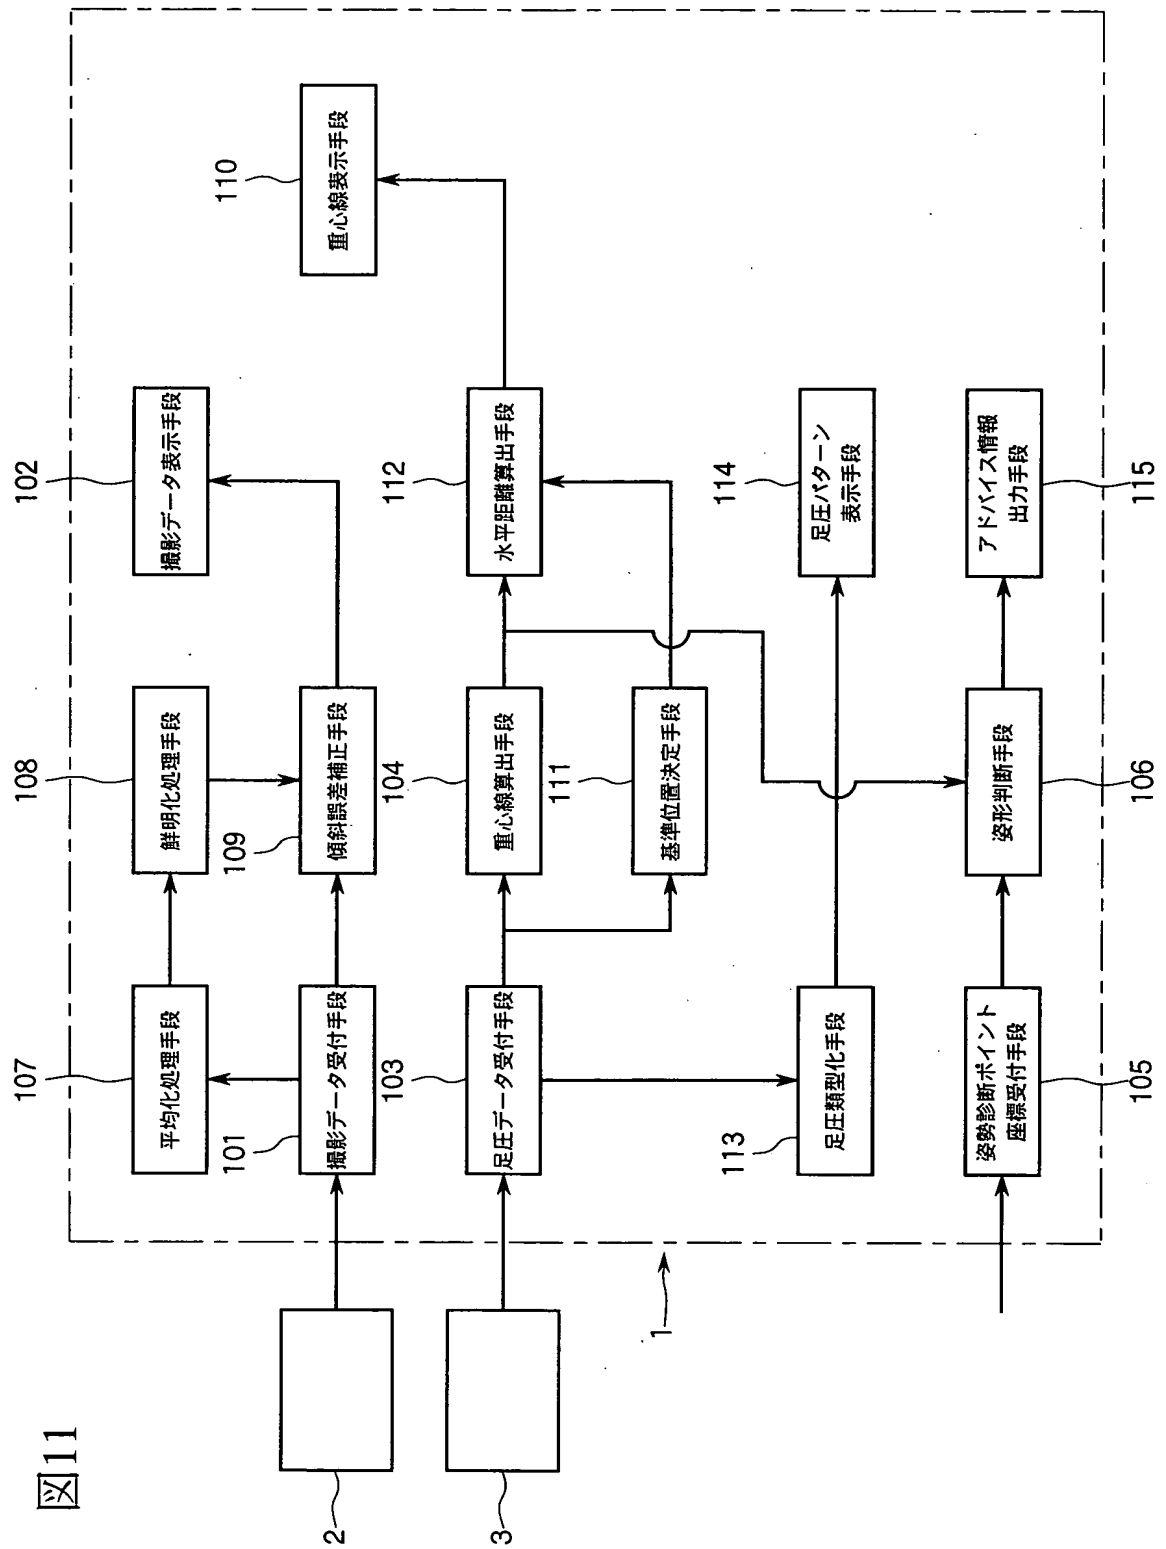 図11
107
平均化処理手段
108
鮮明化処理手段
102
撮影データ表示手段
101
撮影データ受付手段
109
傾斜誤差補正手段
110
重心線表示手段
2
103
足圧データ受付手段
104
重心線算出手段
112
水平距離算出手段
3
111
基準位置決定手段
1
113
足圧類型化手段
114
足圧パターン
表示手段
姿勢診断ポイント
座標受付手段
105
姿形判断手段
106
アドバイス情報
出力手段
115